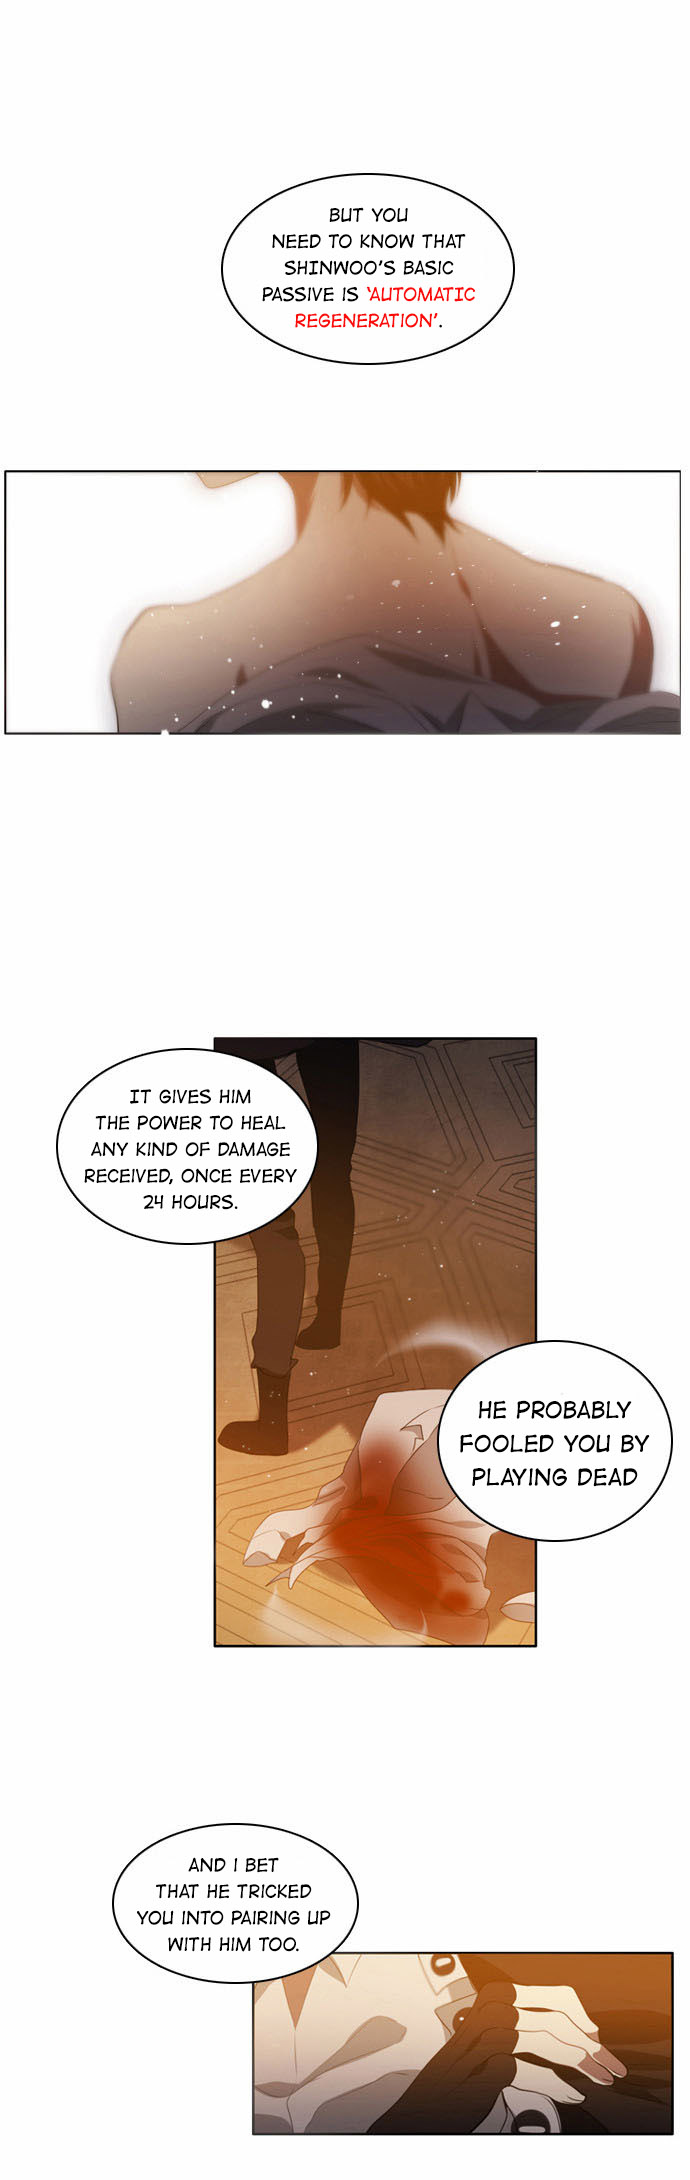 BUT YOU
NEED TO KNOW THAT
SHINWOO'S BASIC
PASSIVE IS 'AUTOMATIC
REGENERATION'.
IT GIVES HIM
THE POWER TO HEAL
ANY KIND OF DAMAGE
RECEIVED, ONCE EVERY
24 HOURS.
HE PROBABLY
FOOLED YOU BY
PLAYING DEAD
AND I BET
THAT HE TRICKED
YOU INTO PAIRING UP
WITH HIM TOO.